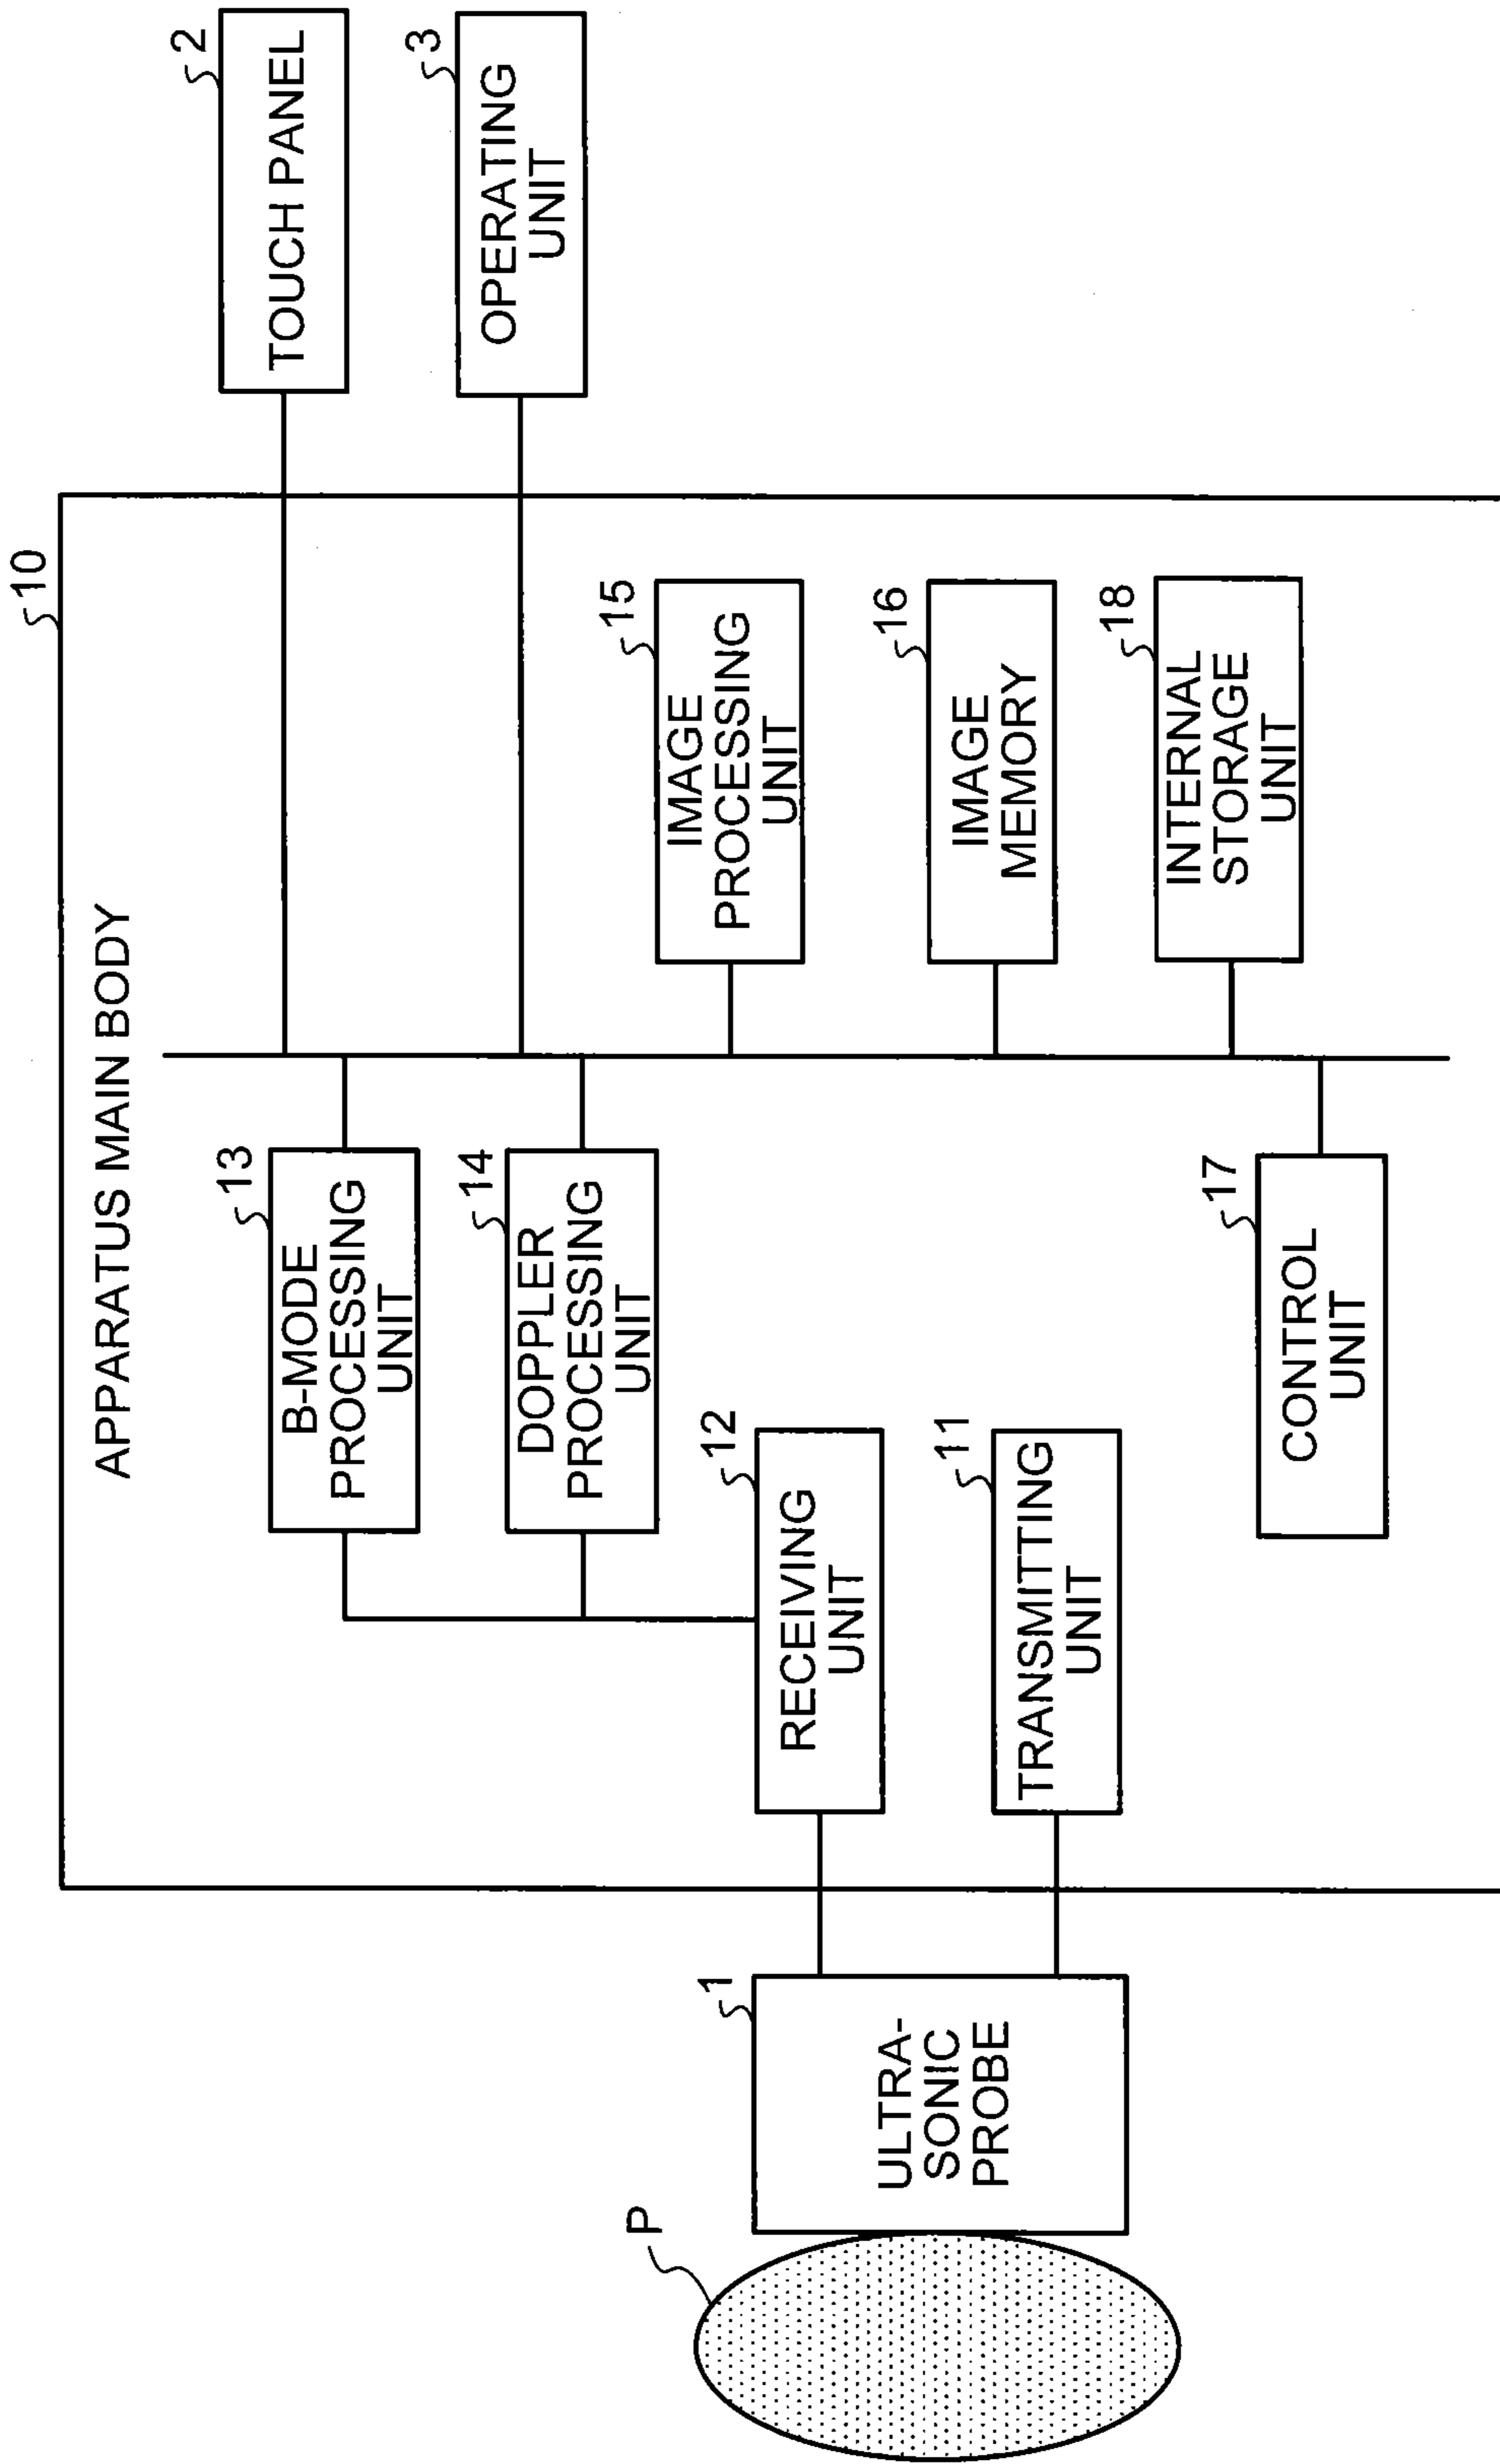 10
APPARATUS MAIN BODY
2
TOUCH PANEL
3
OPERATING
UNIT
13
B-MODE
PROCESSING
UNIT
14
DOPPLER
PROCESSING
UNIT
15
IMAGE
PROCESSING
UNIT
P
1
ULTRA-
SONIC
PROBE
12
RECEIVING
UNIT
11
TRANSMITTING
UNIT
16
IMAGE
MEMORY
18
INTERNAL
STORAGE
UNIT
17
CONTROL
UNIT